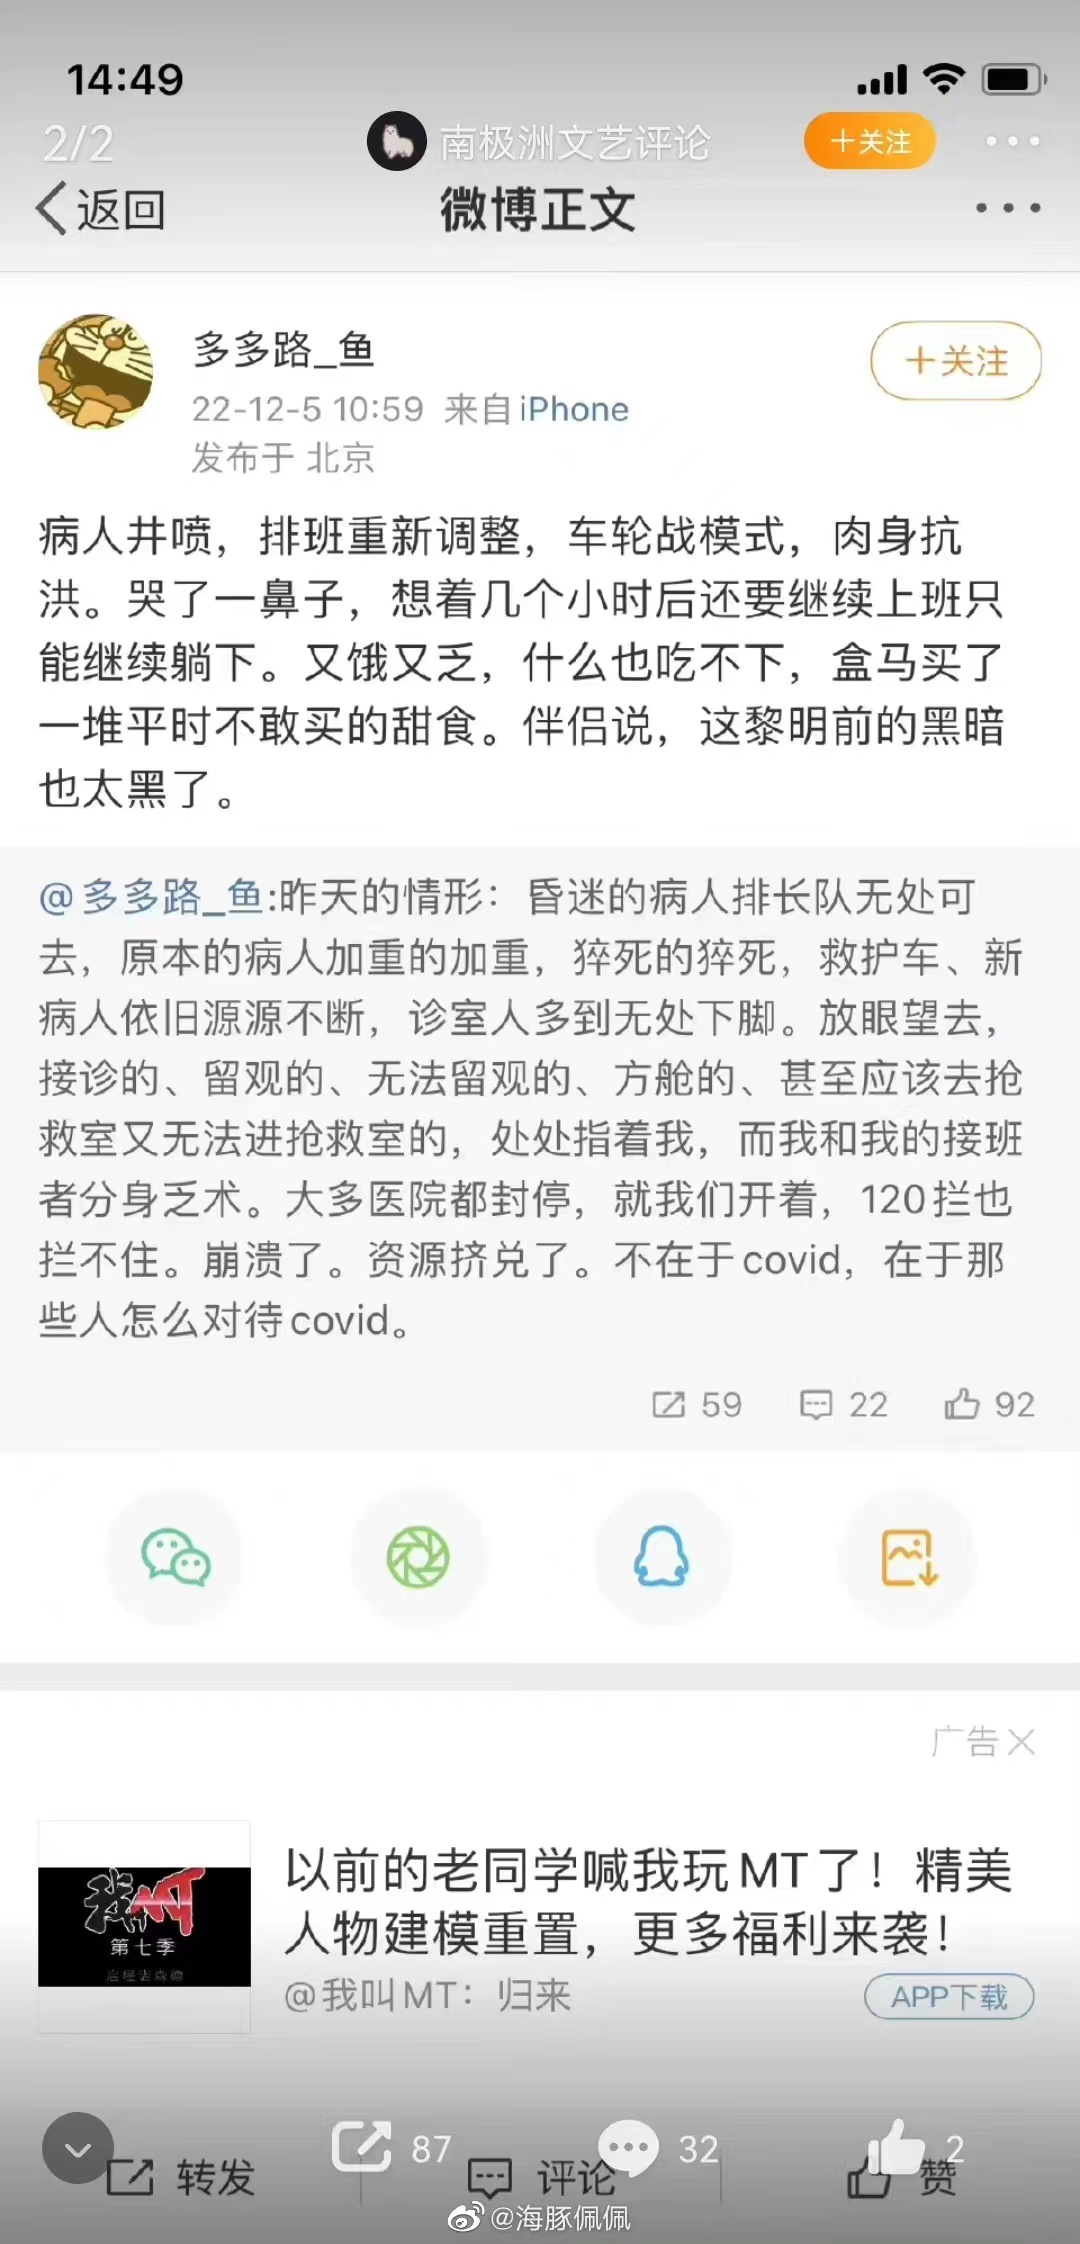 14:49
2/2
南极洲文艺评论
+关注
返回
微博正文
多多路_鱼
+关注
22-12-5 10:59 来自 iPhone
发布于 北京
病人井喷，排班重新调整，车轮战模式，肉身抗
洪。哭了一鼻子，想着几个小时后还要继续上班只
能继续躺下。又饿又乏，什么也吃不下，盒马买了
一堆平时不敢买的甜食。伴侣说，这黎明前的黑暗
也太黑了。
@多多路_鱼:昨天的情形：昏迷的病人排长队无处可
去，原本的病人加重的加重，猝死的猝死，救护车、新
病人依旧源源不断，诊室人多到无处下脚。放眼望去，
接诊的、留观的、无法留观的、方舱的、甚至应该去抢
救室又无法进抢救室的，处处指着我，而我和我的接班
者分身乏术。大多医院都封停，就我们开着，120拦也
拦不住。崩溃了。资源挤兑了。不在于covid，在于那
些人怎么对待covid。
59 22 92
广告
我叫MT
第七季
以前的老同学喊我玩MT了！精美
人物建模重置，更多福利来袭！
@我叫MT：归来
APP下载
87 32 2
转发 评论 赞
@海豚佩佩